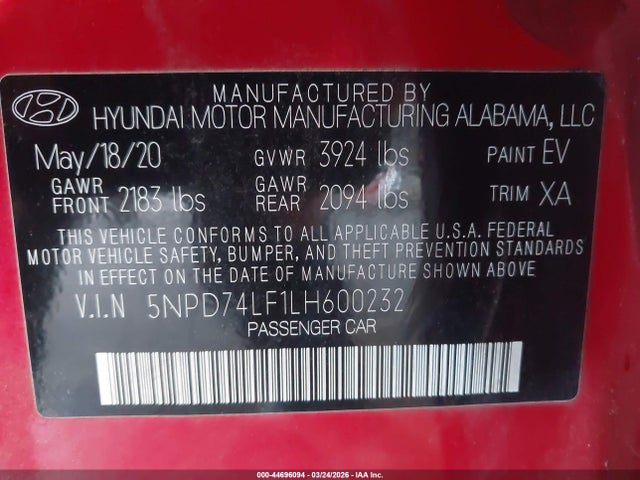 MANUFACTURED BY
HYUNDAI MOTOR MANUFACTURING ALABAMA, LLC
May/18/20 GVWR 3924 lbs PAINT EV
GAWR FRONT 2183 lbs GAWR REAR 2094 lbs TRIM XA
THIS VEHICLE CONFORMS TO ALL APPLICABLE U.S.A. FEDERAL
MOTOR VEHICLE SAFETY, BUMPER, AND THEFT PREVENTION STANDARDS
IN EFFECT ON THE DATE OF MANUFACTURE SHOWN ABOVE
V.I.N 5NPD74LF1LH600232
PASSENGER CAR
000-44696094 - 03/24/2026 - IAA Inc.